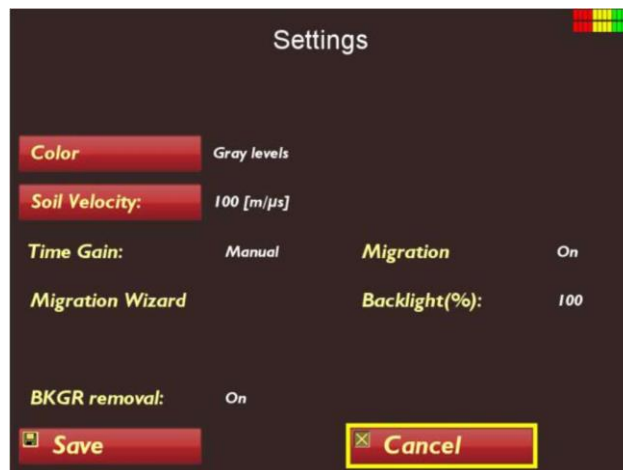 Settings
Color Gray levels
Soil Velocity: 100 [m/µs]
Time Gain: Manual Migration On
Migration Wizard Backlight(%): 100
BKGR removal: On
Save Cancel